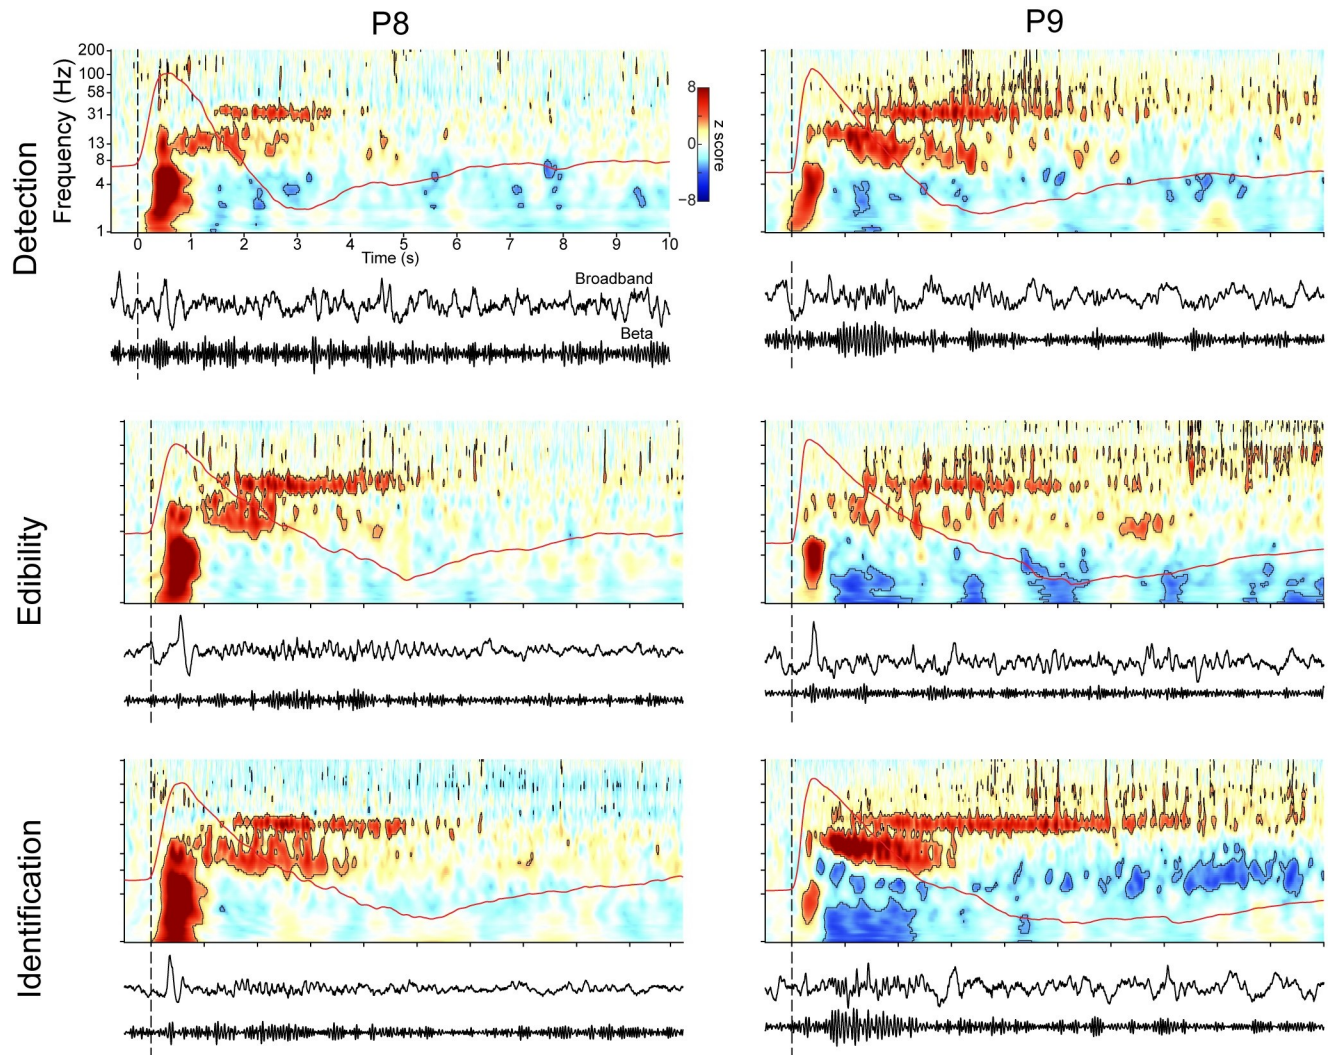 P8
P9
Detection
Frequency (Hz)
200
100
58
31
13
8
4
1
8
0
−8
z score
0 1 2 3 4 5 6 7 8 9 10
Time (s)
Broadband
Beta
Edibility
Identification